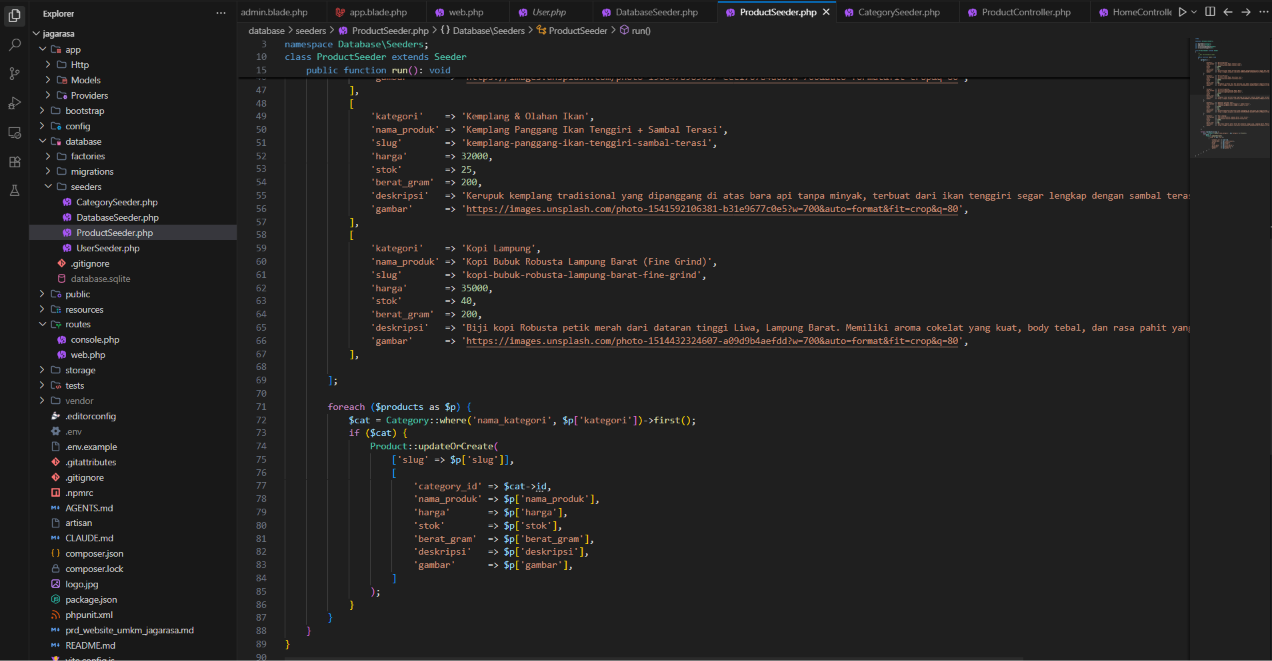 Explorer
jagarasa
app
Http
Models
Providers
bootstrap
config
database
factories
migrations
seeders
CategorySeeder.php
DatabaseSeeder.php
ProductSeeder.php
UserSeeder.php
.gitignore
database.sqlite
public
resources
routes
console.php
web.php
storage
tests
vendor
.editorconfig
.env
.env.example
.gitattributes
.gitignore
.npmrc
AGENTS.md
artisan
CLAUDE.md
composer.json
composer.lock
logo.jpg
package.json
phpunit.xml
prd_website_umkm_jagarasa.md
README.md
vite.config.js
admin.blade.php app.blade.php web.php User.php DatabaseSeeder.php ProductSeeder.php CategorySeeder.php ProductController.php HomeControlle
database > seeders > ProductSeeder.php > {} Database\Seeders > ProductSeeder > run()
3 namespace Database\Seeders;
10 class ProductSeeder extends Seeder
15 public function run(): void
47 ],
48 [
49 'kategori' => 'Kemplang & Olahan Ikan',
50 'nama_produk' => 'Kemplang Panggang Ikan Tenggiri + Sambal Terasi',
51 'slug' => 'kemplang-panggang-ikan-tenggiri-sambal-terasi',
52 'harga' => 32000,
53 'stok' => 25,
54 'berat_gram' => 200,
55 'deskripsi' => 'Kerupuk kemplang tradisional yang dipanggang di atas bara api tanpa minyak, terbuat dari ikan tenggiri segar lengkap dengan sambal teras
56 'gambar' => 'https://images.unsplash.com/photo-1541592106381-b31e9677c0e5?w=700&auto=format&fit=crop&q=80',
57 ],
58 [
59 'kategori' => 'Kopi Lampung',
60 'nama_produk' => 'Kopi Bubuk Robusta Lampung Barat (Fine Grind)',
61 'slug' => 'kopi-bubuk-robusta-lampung-barat-fine-grind',
62 'harga' => 35000,
63 'stok' => 40,
64 'berat_gram' => 200,
65 'deskripsi' => 'Biji kopi Robusta petik merah dari dataran tinggi Liwa, Lampung Barat. Memiliki aroma cokelat yang kuat, body tebal, dan rasa pahit yang
66 'gambar' => 'https://images.unsplash.com/photo-1514432324607-a09d9b4aefdd?w=700&auto=format&fit=crop&q=80',
67 ],
68
69 ];
70
71 foreach ($products as $p) {
72 $cat = Category::where('nama_kategori', $p['kategori'])->first();
73 if ($cat) {
74 Product::updateOrCreate(
75 ['slug' => $p['slug']],
76 [
77 'category_id' => $cat->id,
78 'nama_produk' => $p['nama_produk'],
79 'harga' => $p['harga'],
80 'stok' => $p['stok'],
81 'berat_gram' => $p['berat_gram'],
82 'deskripsi' => $p['deskripsi'],
83 'gambar' => $p['gambar'],
84 ]
85 );
86 }
87 }
88 }
89 }
90